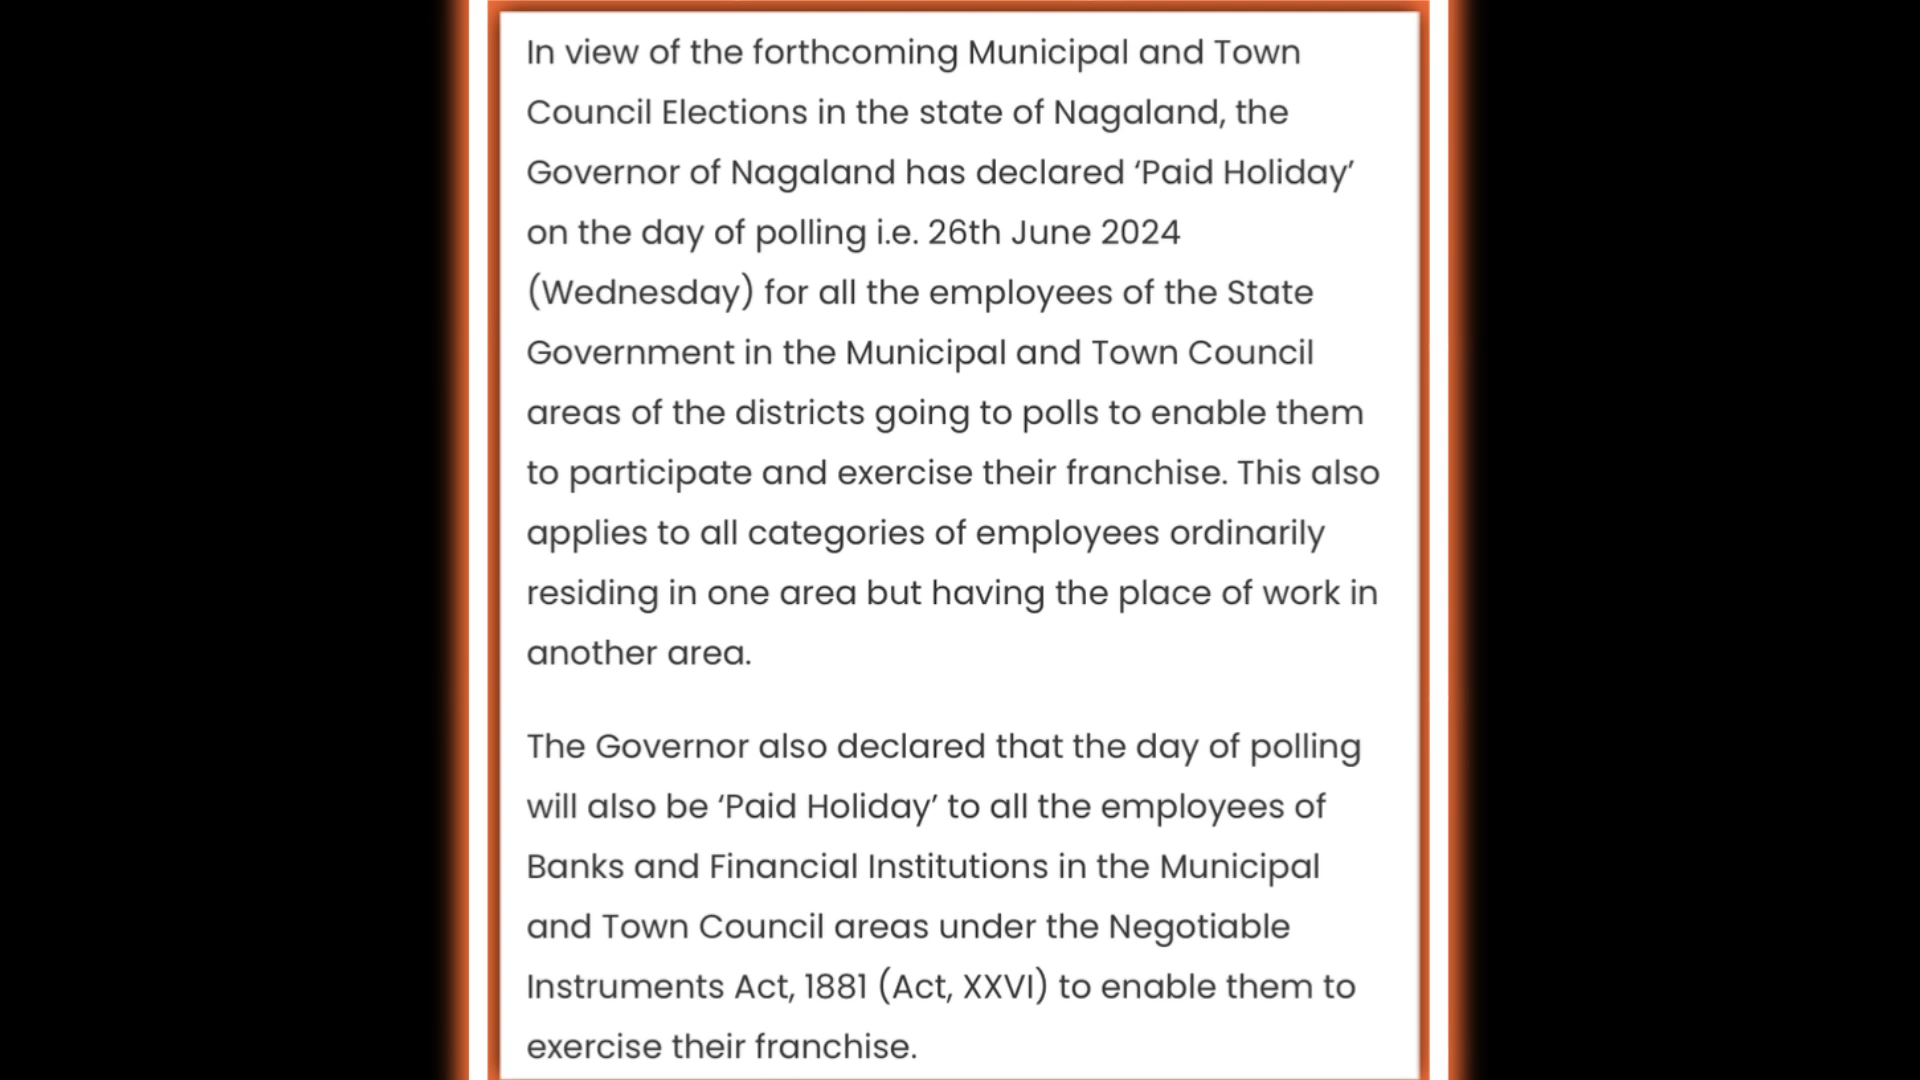 In view of the forthcoming Municipal and Town
Council Elections in the state of Nagaland, the
Governor of Nagaland has declared ‘Paid Holiday’
on the day of polling i.e. 26th June 2024
(Wednesday) for all the employees of the State
Government in the Municipal and Town Council
areas of the districts going to polls to enable them
to participate and exercise their franchise. This also
applies to all categories of employees ordinarily
residing in one area but having the place of work in
another area.
The Governor also declared that the day of polling
will also be ‘Paid Holiday’ to all the employees of
Banks and Financial Institutions in the Municipal
and Town Council areas under the Negotiable
Instruments Act, 1881 (Act, XXVI) to enable them to
exercise their franchise.